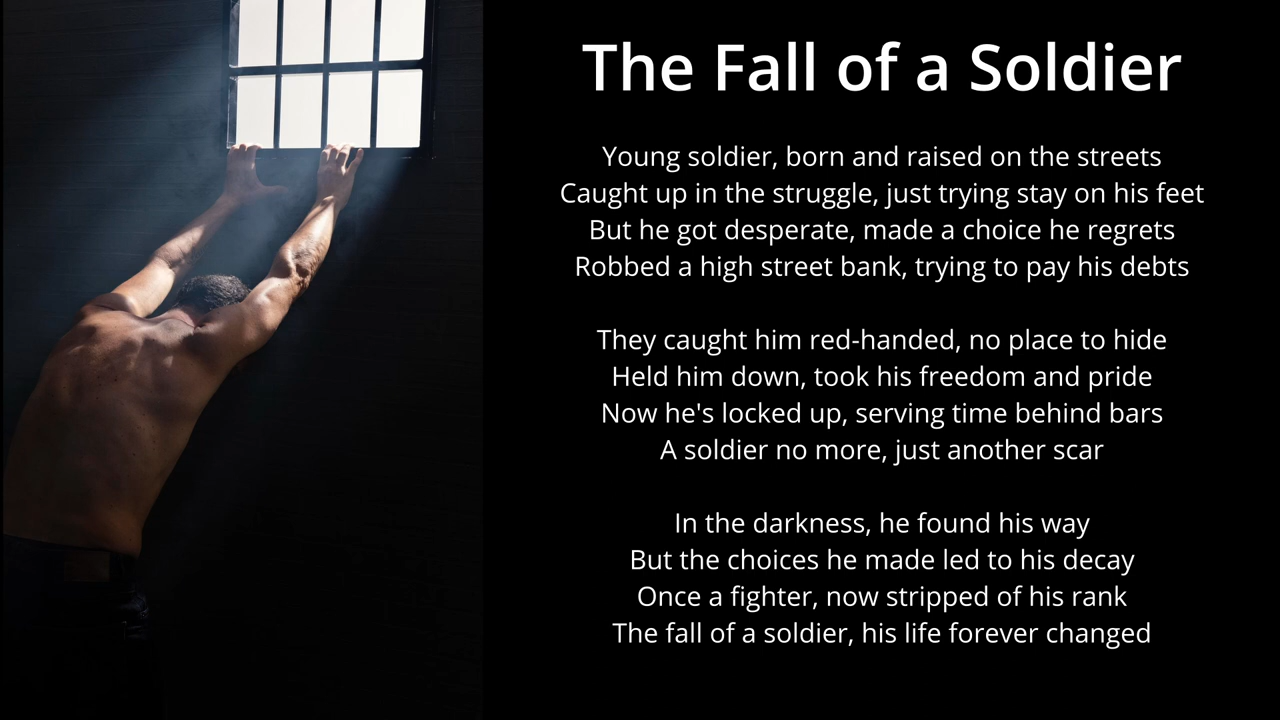 The Fall of a Soldier
Young soldier, born and raised on the streets
Caught up in the struggle, just trying stay on his feet
But he got desperate, made a choice he regrets
Robbed a high street bank, trying to pay his debts
They caught him red-handed, no place to hide
Held him down, took his freedom and pride
Now he's locked up, serving time behind bars
A soldier no more, just another scar
In the darkness, he found his way
But the choices he made led to his decay
Once a fighter, now stripped of his rank
The fall of a soldier, his life forever changed